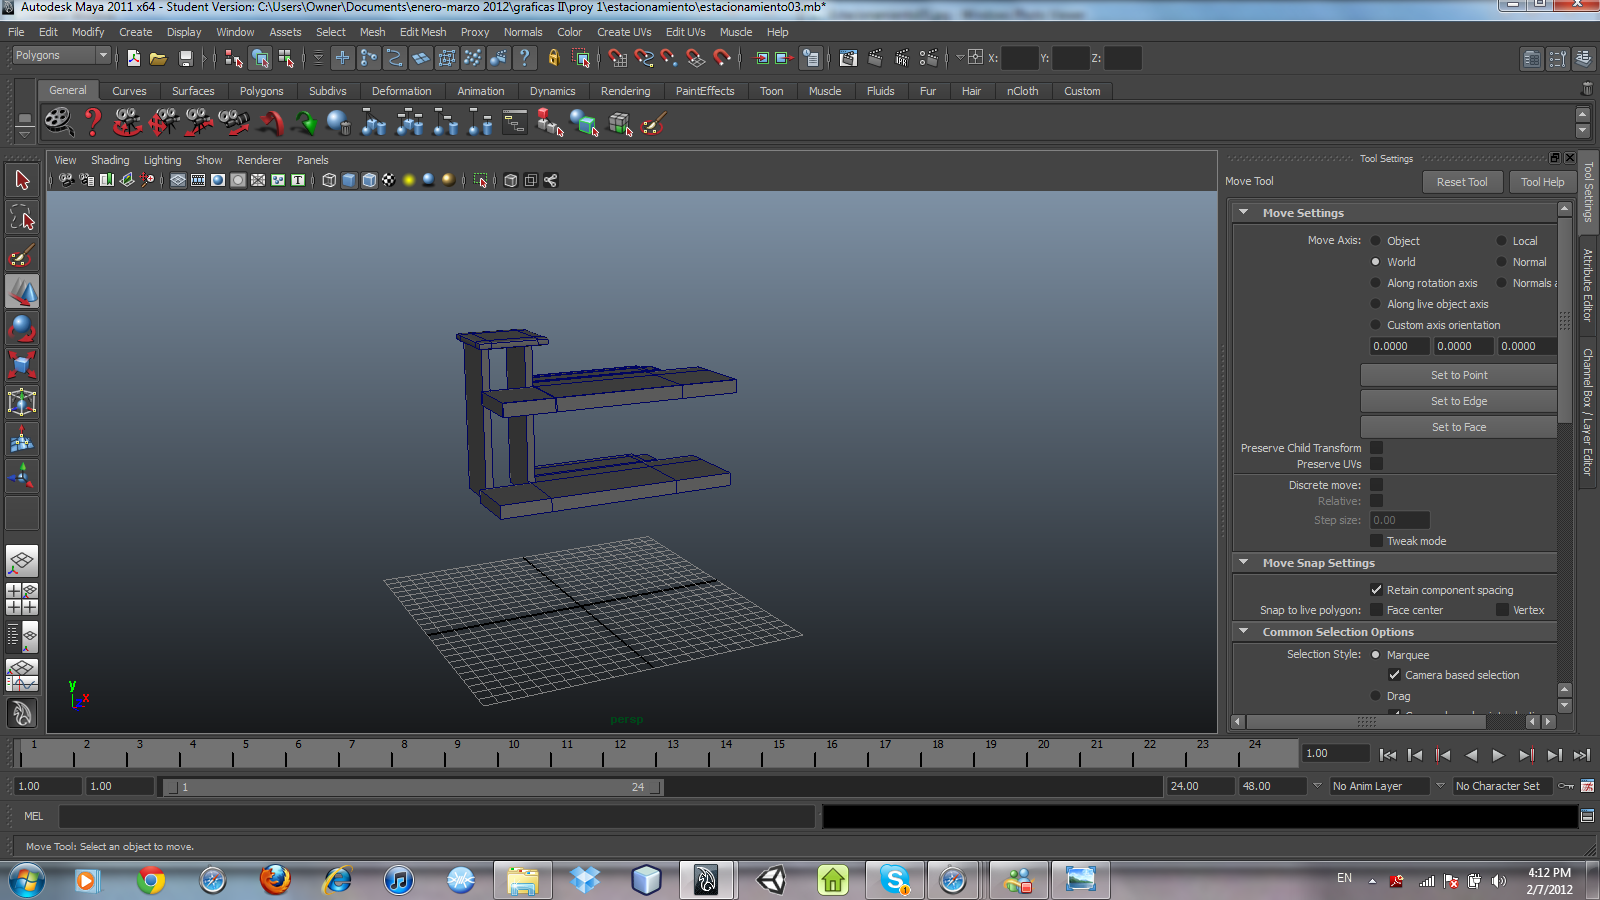 Autodesk Maya 2011 x64 - Student Version: C:\Users\Owner\Documents\enero-marzo 2012\graficas II\proy 1\estacionamiento\estacionamiento03.mb*
File Edit Modify Create Display Window Assets Select Mesh Edit Mesh Proxy Normals Color Create UVs Edit UVs Muscle Help
Polygons X: Y: Z:
General Curves Surfaces Polygons Subdivs Deformation Animation Dynamics Rendering PaintEffects Toon Muscle Fluids Fur Hair nCloth Custom
View Shading Lighting Show Renderer Panels
Tool Settings
Move Tool Reset Tool Tool Help
Move Settings
Move Axis: Object Local
World Normal
Along rotation axis Normals a
Along live object axis
Custom axis orientation
0.0000 0.0000 0.0000
Set to Point
Set to Edge
Set to Face
Preserve Child Transform
Preserve UVs
Discrete move:
Relative:
Step size: 0.00
Tweak mode
Move Snap Settings
Retain component spacing
Snap to live polygon: Face center Vertex
Common Selection Options
Selection Style: Marquee
Camera based selection
Drag
Tool Settings
Attribute Editor
Channel Box / Layer Editor
y
x
persp
1 2 3 4 5 6 7 8 9 10 11 12 13 14 15 16 17 18 19 20 21 22 23 24 1.00
1.00 1.00 1 24 24.00 48.00 No Anim Layer No Character Set
MEL
Move Tool: Select an object to move.
EN 4:12 PM
2/7/2012